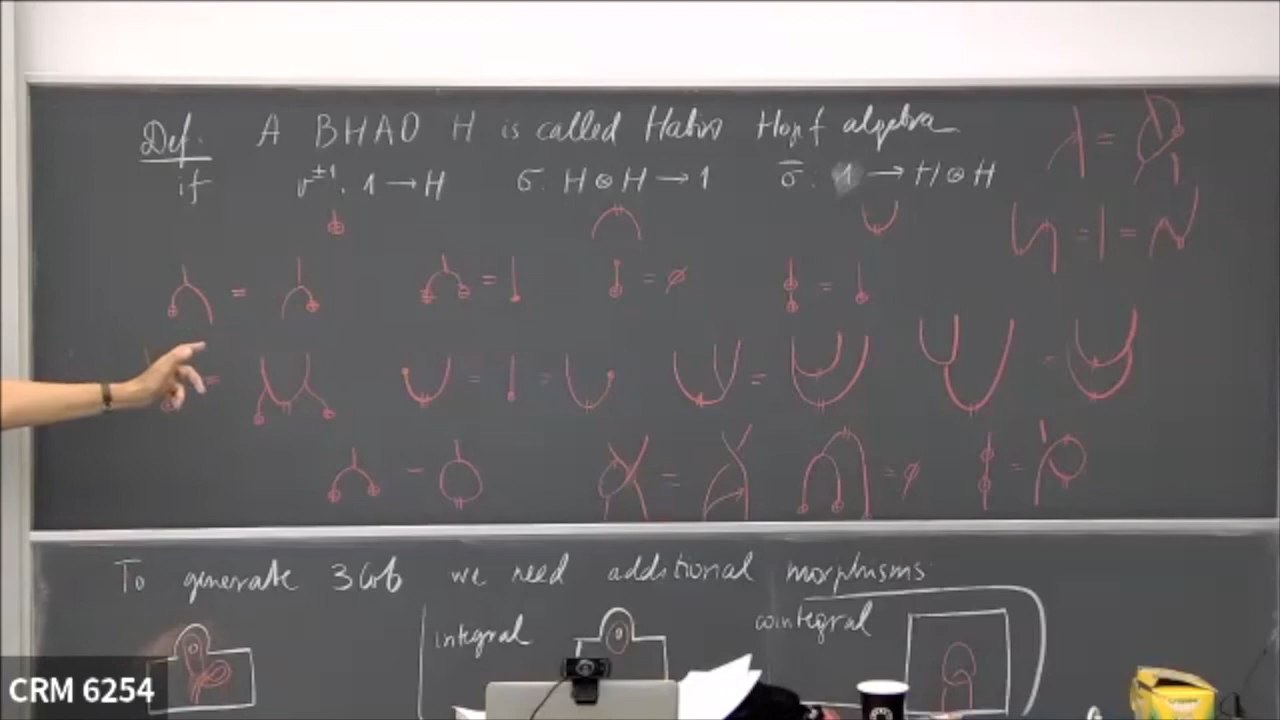 Def. A BHAO H is called Habiro Hopf algebra
if v^{±1}: 1 → H σ: H ⊗ H → 1 σ̄: 1 → H ⊗ H
To generate 3Cob we need additional morphisms
integral cointegral
CRM 6254